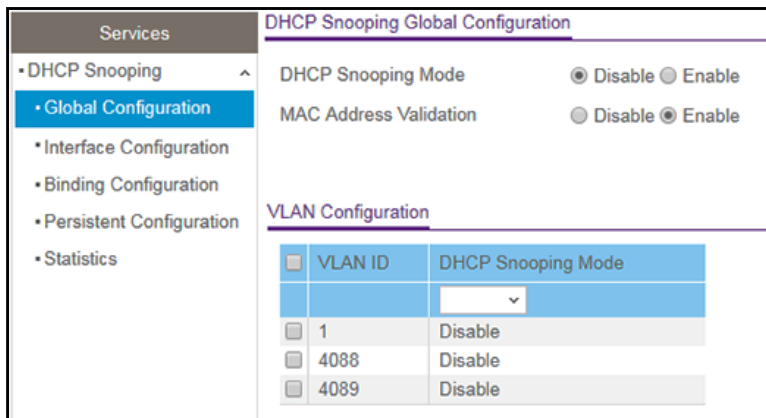 Services
DHCP Snooping
Global Configuration
Interface Configuration
Binding Configuration
Persistent Configuration
Statistics
DHCP Snooping Global Configuration
DHCP Snooping Mode Disable Enable
MAC Address Validation Disable Enable
VLAN Configuration
VLAN ID DHCP Snooping Mode
1 Disable
4088 Disable
4089 Disable